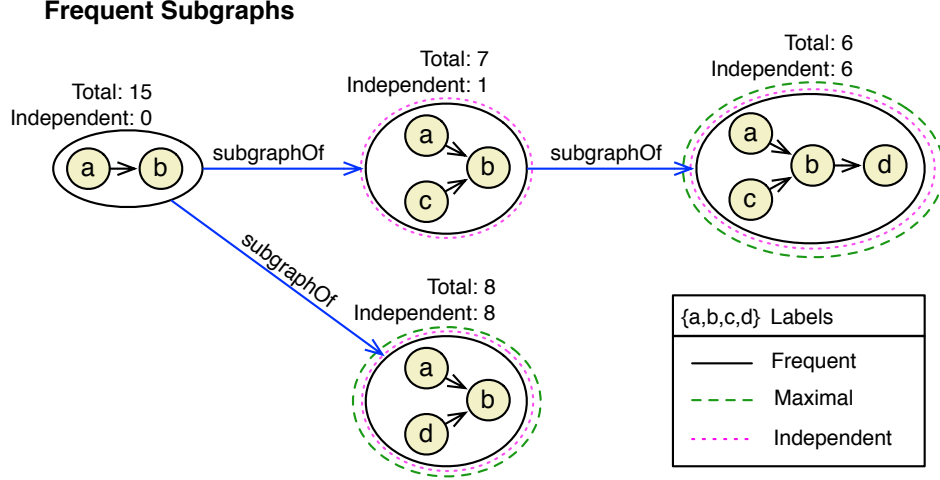 Frequent Subgraphs
Total: 15
Independent: 0
a
b
subgraphOf
Total: 7
Independent: 1
a
c
b
subgraphOf
Total: 6
Independent: 6
a
c
b
d
subgraphOf
Total: 8
Independent: 8
a
d
b
{a,b,c,d} Labels
Frequent
Maximal
Independent